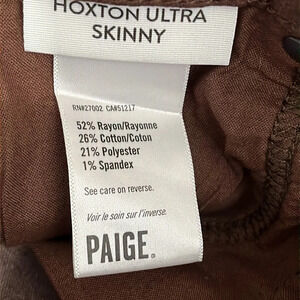 HOXTON ULTRA
SKINNY
RN#27002 CA#51217
52% Rayon/Rayonne
26% Cotton/Coton
21% Polyester
1% Spandex
See care on reverse.
Voir le soin sur l'inverse.
PAIGE.